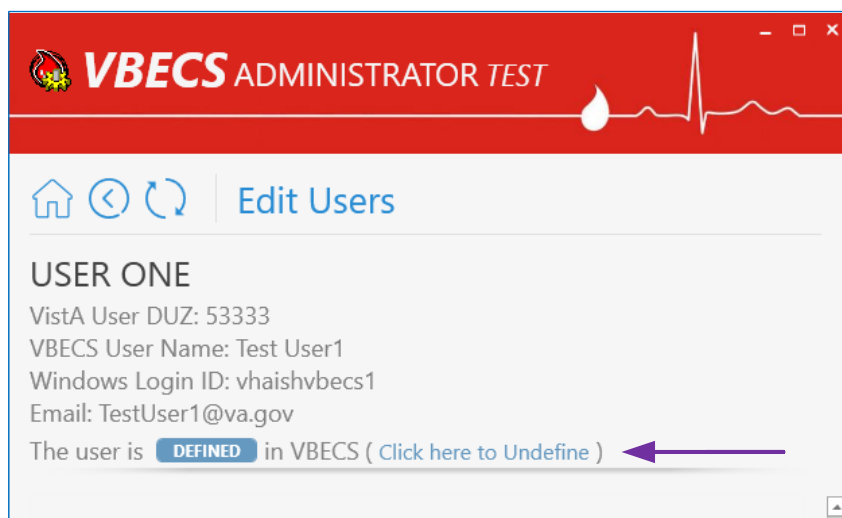 VBECS ADMINISTRATOR TEST
Edit Users
USER ONE
VistA User DUZ: 53333
VBECS User Name: Test User1
Windows Login ID: vhaishvbecs1
Email: TestUser1@va.gov
The user is DEFINED in VBECS ( Click here to Undefine )